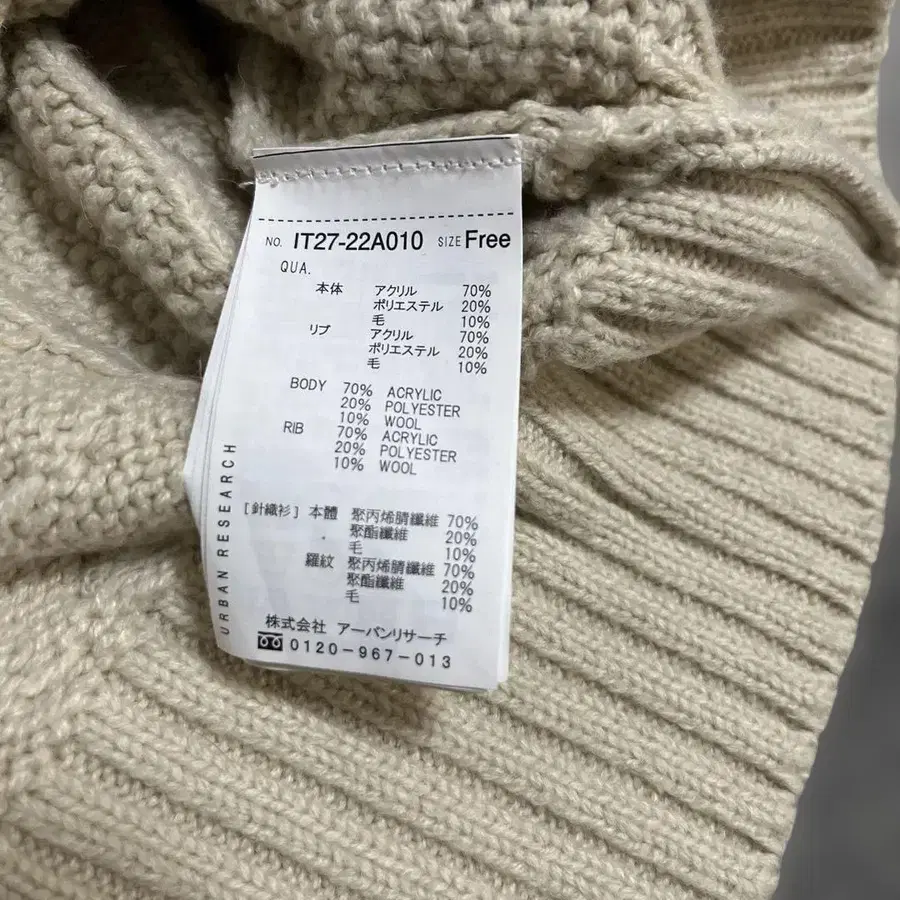 NO. IT27-22A010 SIZE Free
QUA.
本体 アクリル 70%
ポリエステル 20%
毛 10%
リブ アクリル 70%
ポリエステル 20%
毛 10%
BODY 70% ACRYLIC
20% POLYESTER
10% WOOL
RIB 70% ACRYLIC
20% POLYESTER
10% WOOL
[針織衫] 本體 聚丙烯腈纖維 70%
聚酯纖維 20%
毛 10%
羅紋 聚丙烯腈纖維 70%
聚酯纖維 20%
毛 10%
株式会社 アーバンリサーチ
0120-967-013
URBAN RESEARCH